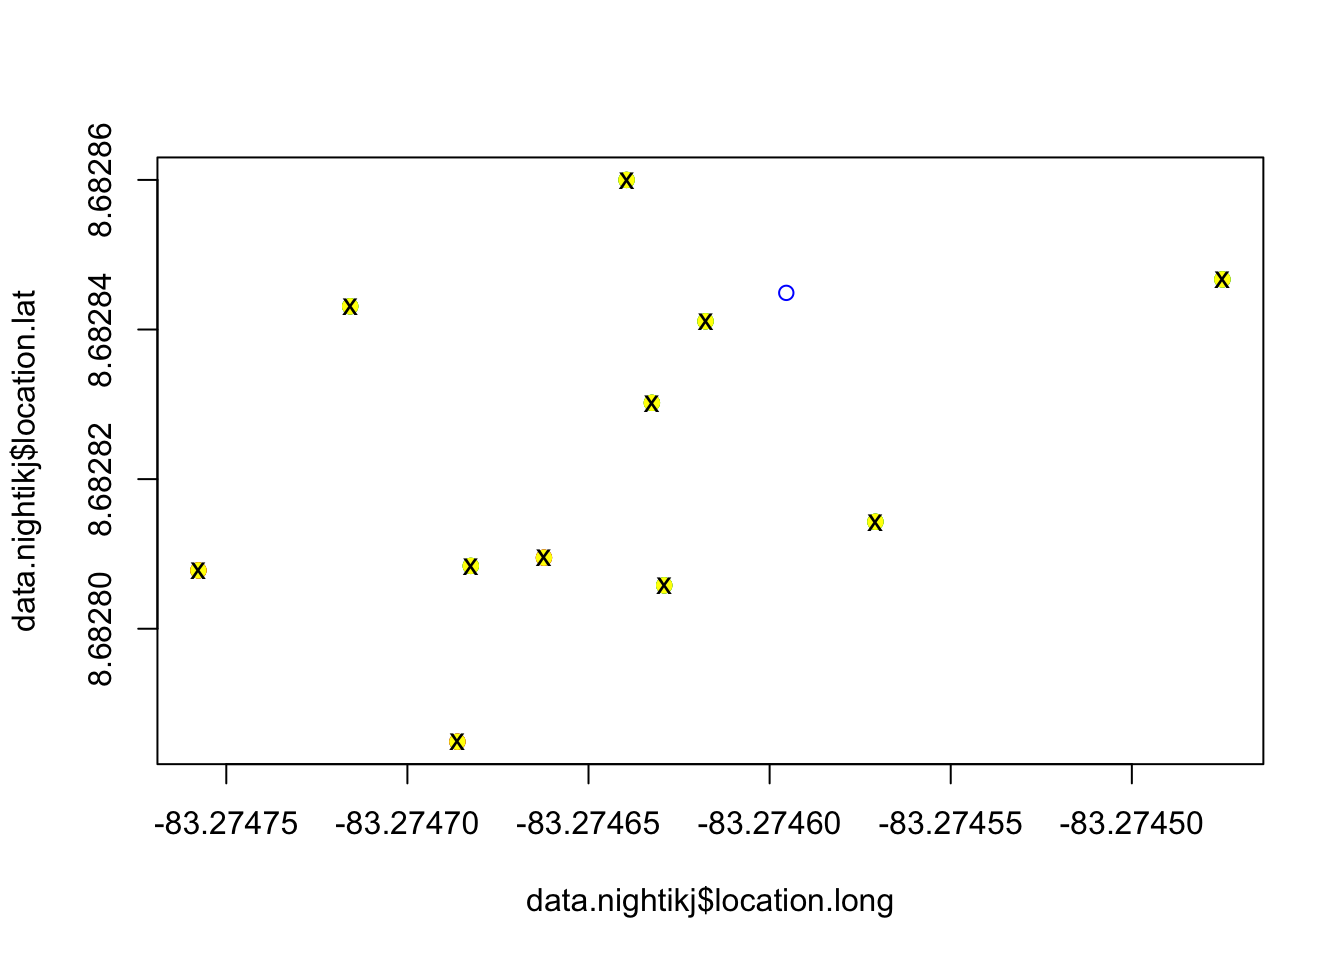 8.68286
8.68284
8.68282
8.68280
data.nightikj$location.lat
x
x
x
x
x
x
x
x
x
x
x
-83.27475 -83.27470 -83.27465 -83.27460 -83.27455 -83.27450
data.nightikj$location.long